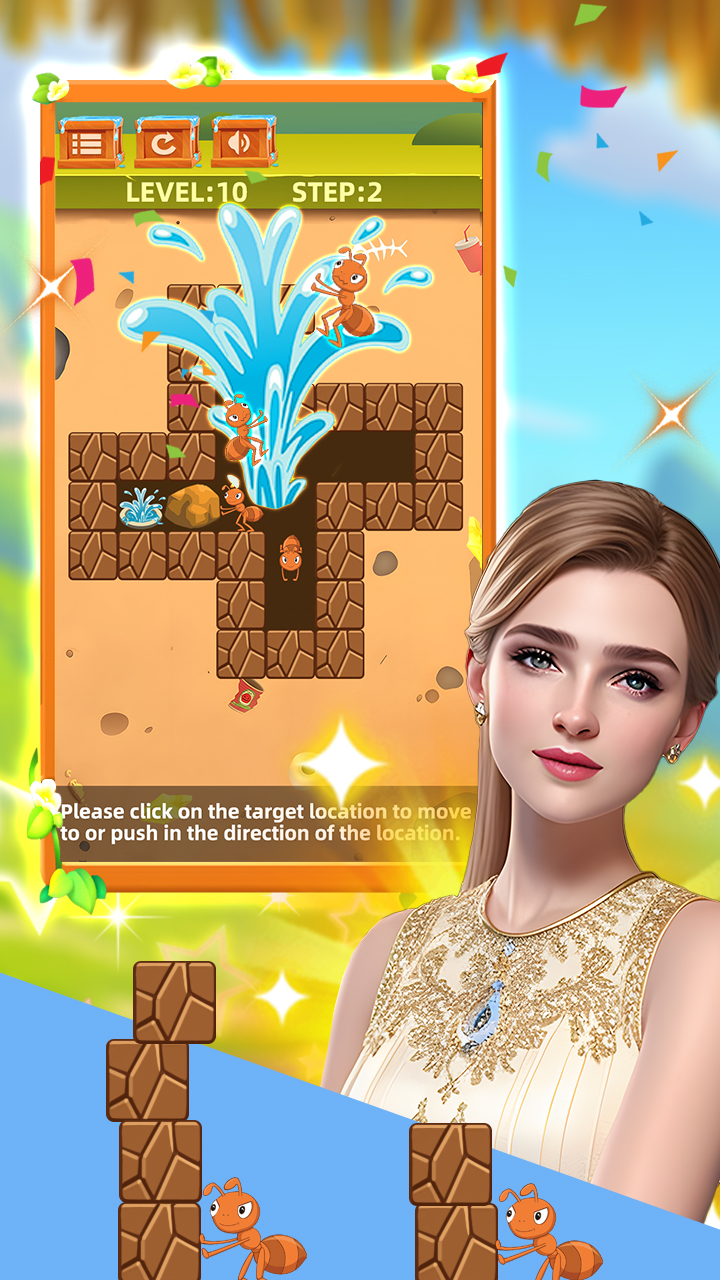 LEVEL:10 STEP:2
Please click on the target location to move
to or push in the direction of the location.